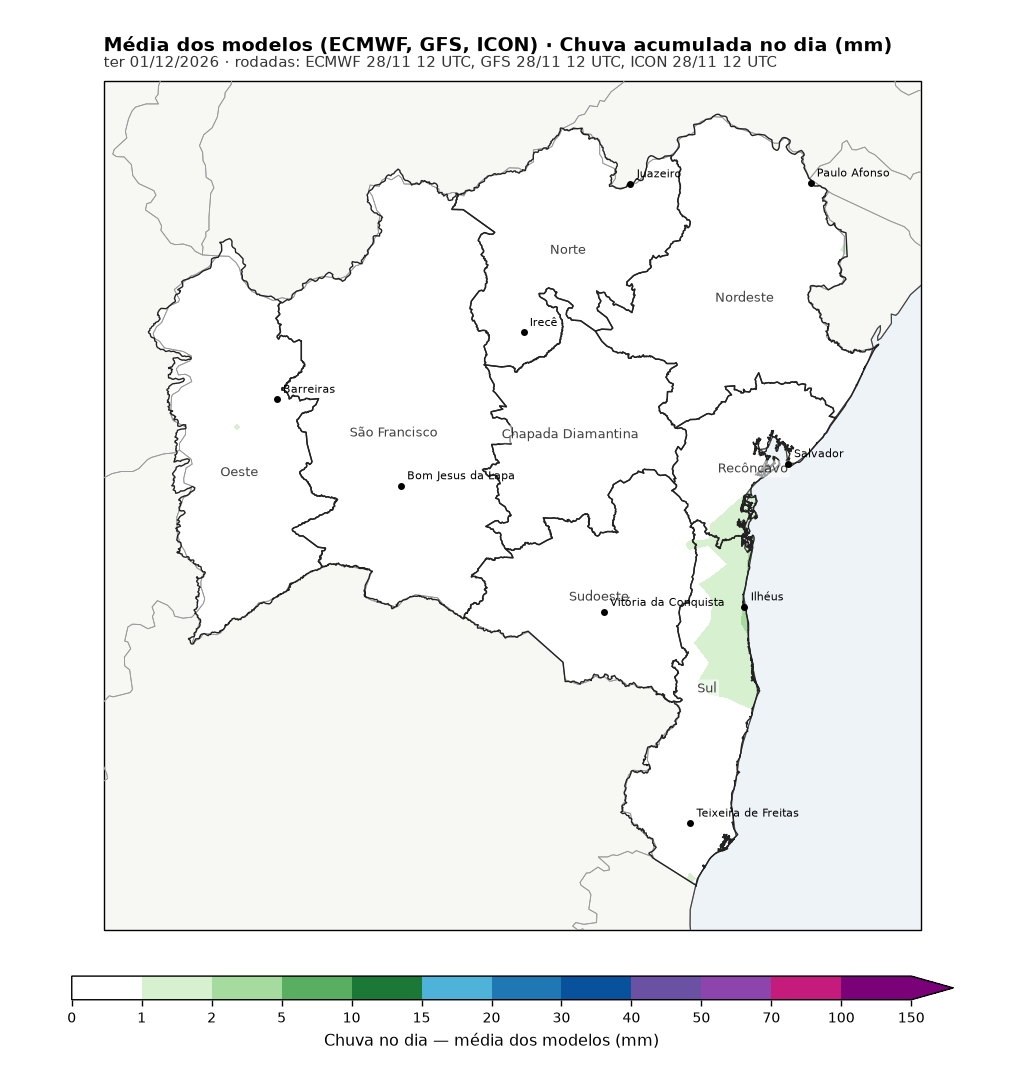 Média dos modelos (ECMWF, GFS, ICON) · Chuva acumulada no dia (mm)
ter 01/12/2026 · rodadas: ECMWF 28/11 12 UTC, GFS 28/11 12 UTC, ICON 28/11 12 UTC
Juazeiro
Paulo Afonso
Norte
Nordeste
Irecê
Barreiras
São Francisco
Chapada Diamantina
Salvador
Recôncavo
Oeste
Bom Jesus da Lapa
Sudoeste
Ilhéus
Vitória da Conquista
Sul
Teixeira de Freitas
0 1 2 5 10 15 20 30 40 50 70 100 150
Chuva no dia — média dos modelos (mm)